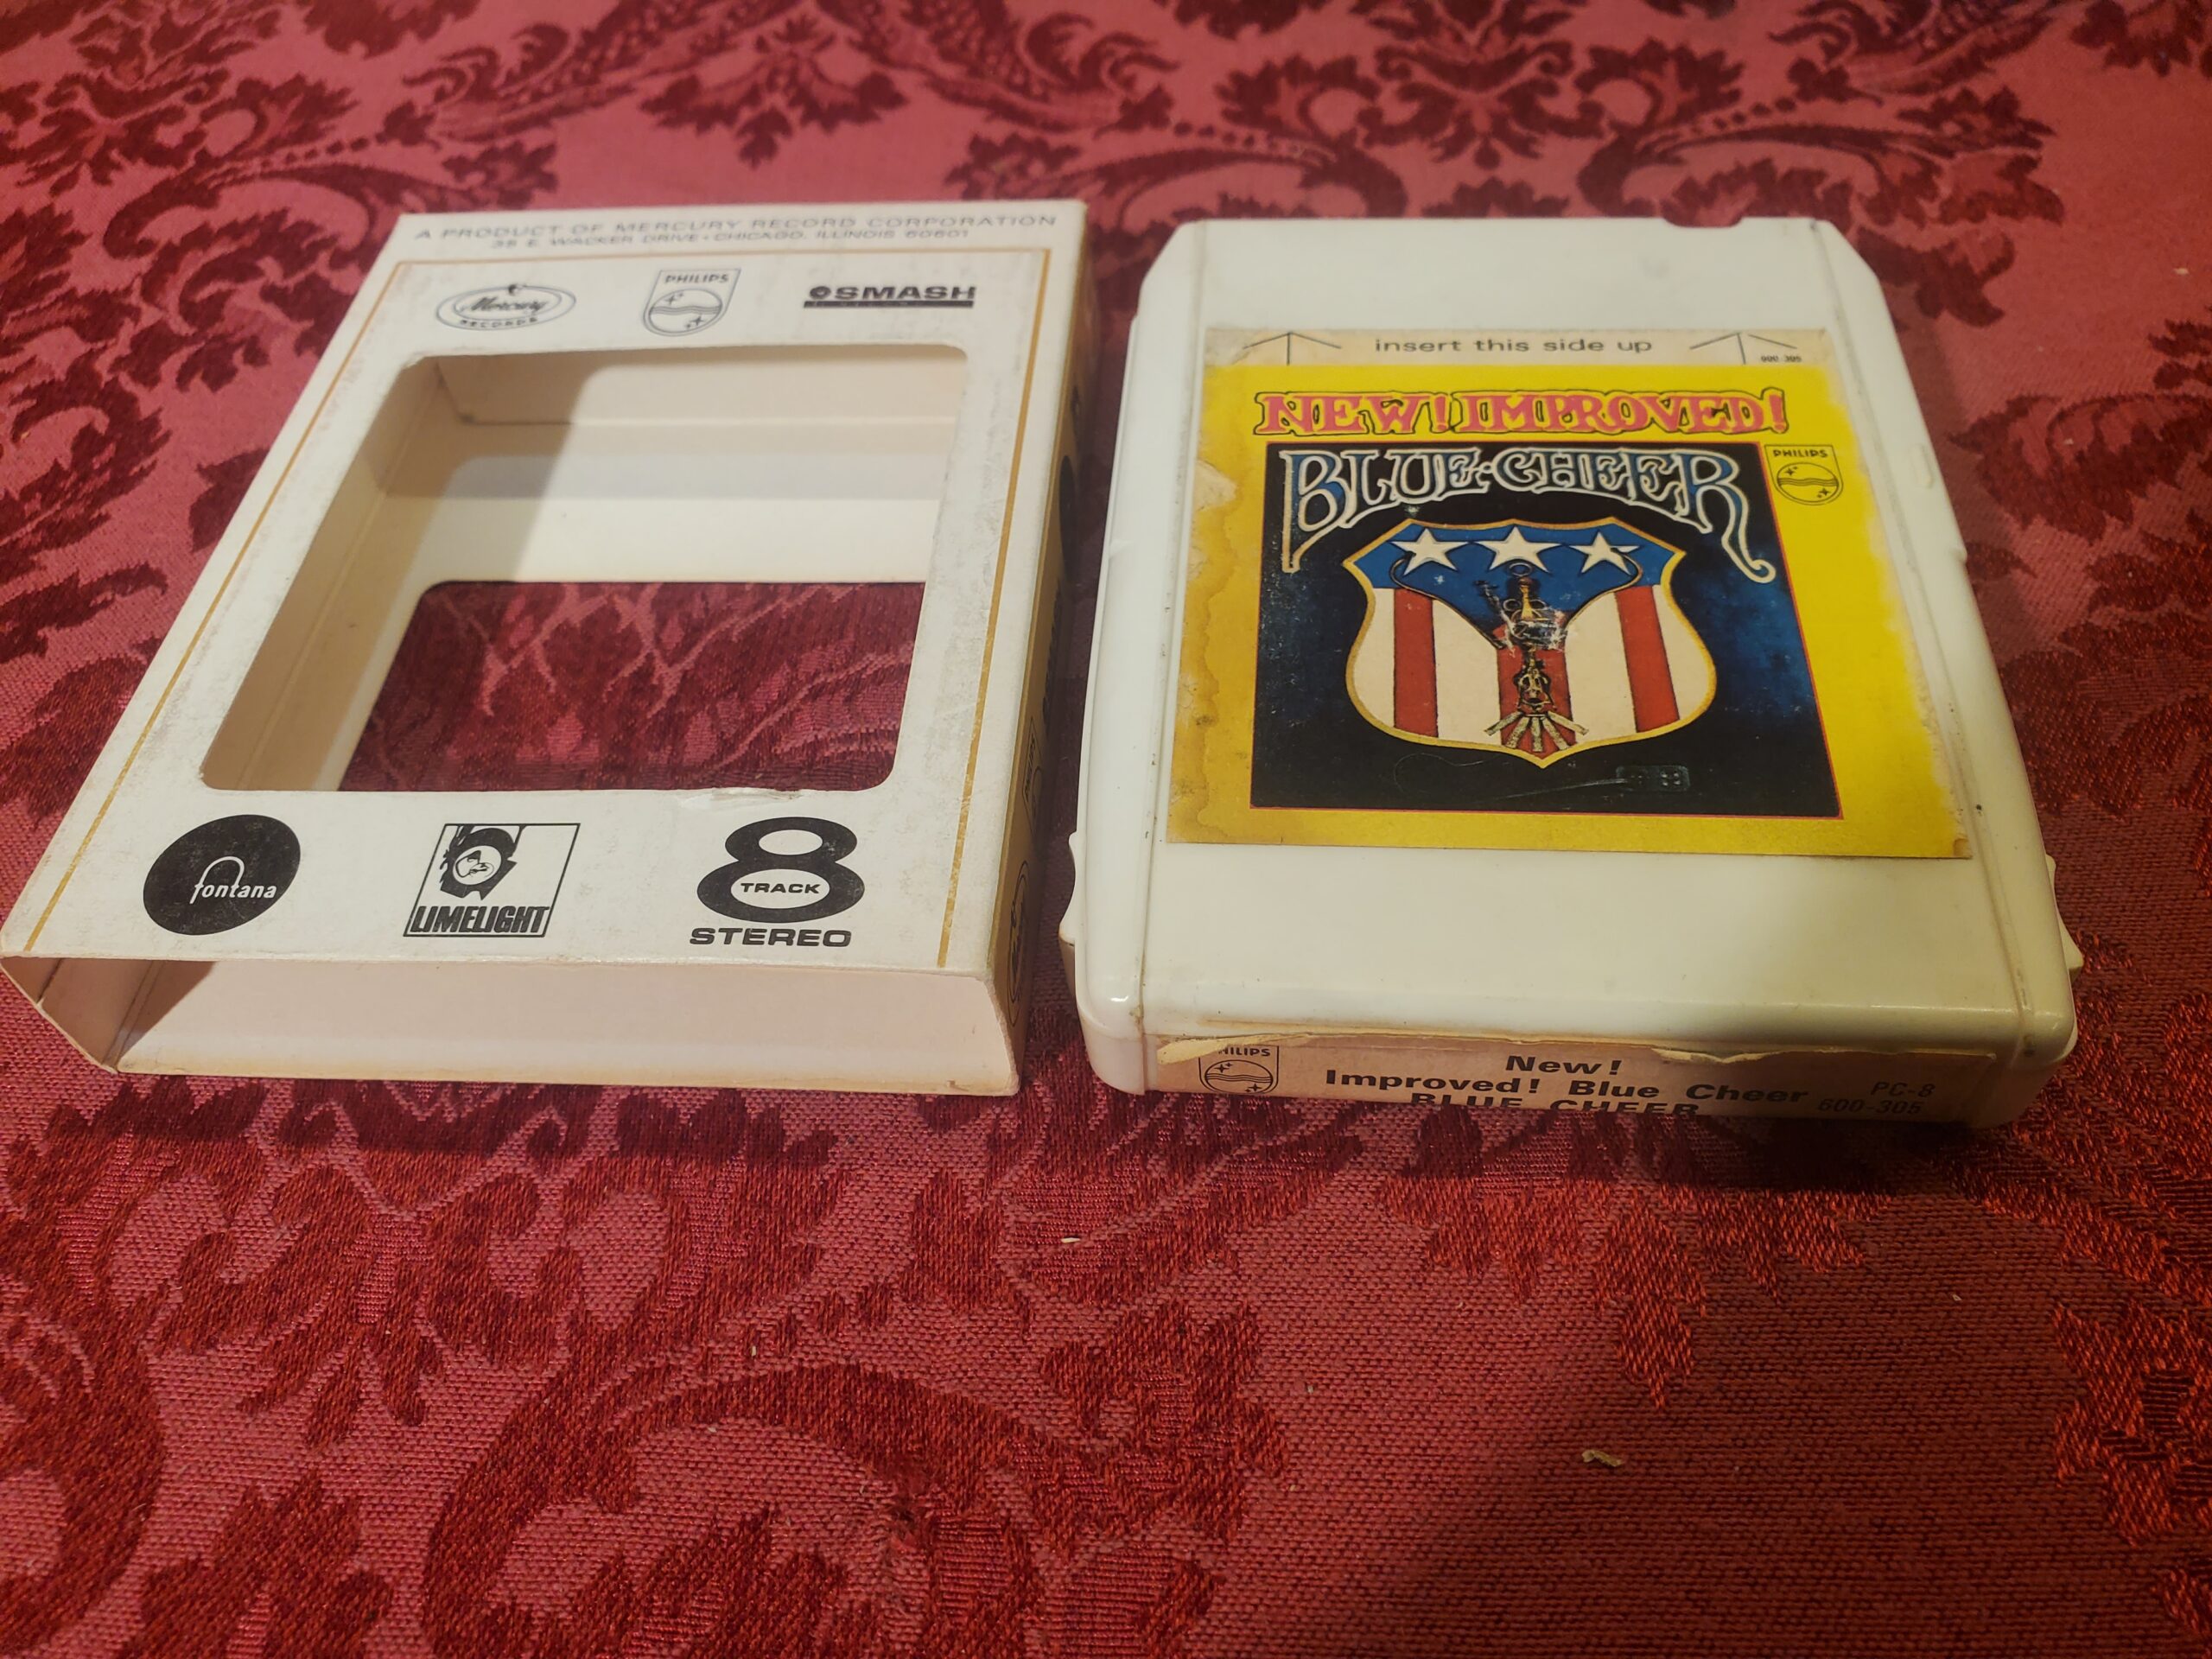 A PRODUCT OF MERCURY RECORD CORPORATION
35 E. WACKER DRIVE • CHICAGO, ILLINOIS 60601
Mercury
RECORDS
PHILIPS
SMASH
fontana
LIMELIGHT
8
TRACK
STEREO
insert this side up
600-305
NEW! IMPROVED!
BLUE·CHEER
PHILIPS
HILIPS
New!
Improved! Blue Cheer
BLUE CHEER
PC-8
600-305